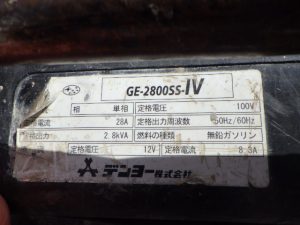 GE-2800SS-IV
相 単相 定格電圧 100V
定格電流 28A 定格出力周波数 50Hz/60Hz
定格出力 2.8kVA 燃料の種類 無鉛ガソリン
定格電圧 12V 定格電流 8.3A
デンヨー株式会社